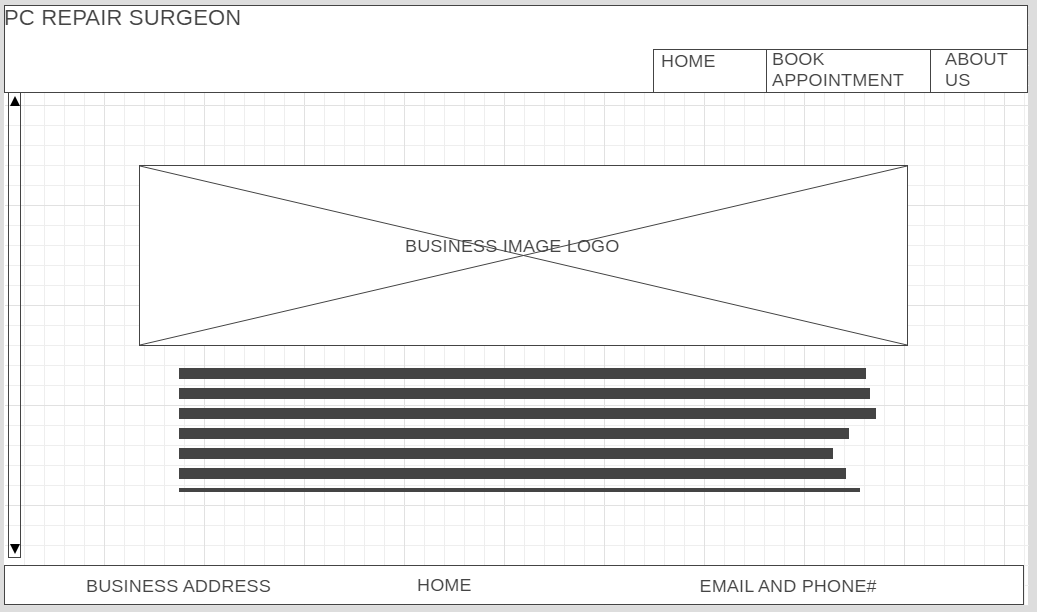 PC REPAIR SURGEON
HOME
BOOK
APPOINTMENT
ABOUT
US
BUSINESS IMAGE LOGO
BUSINESS ADDRESS
HOME
EMAIL AND PHONE#